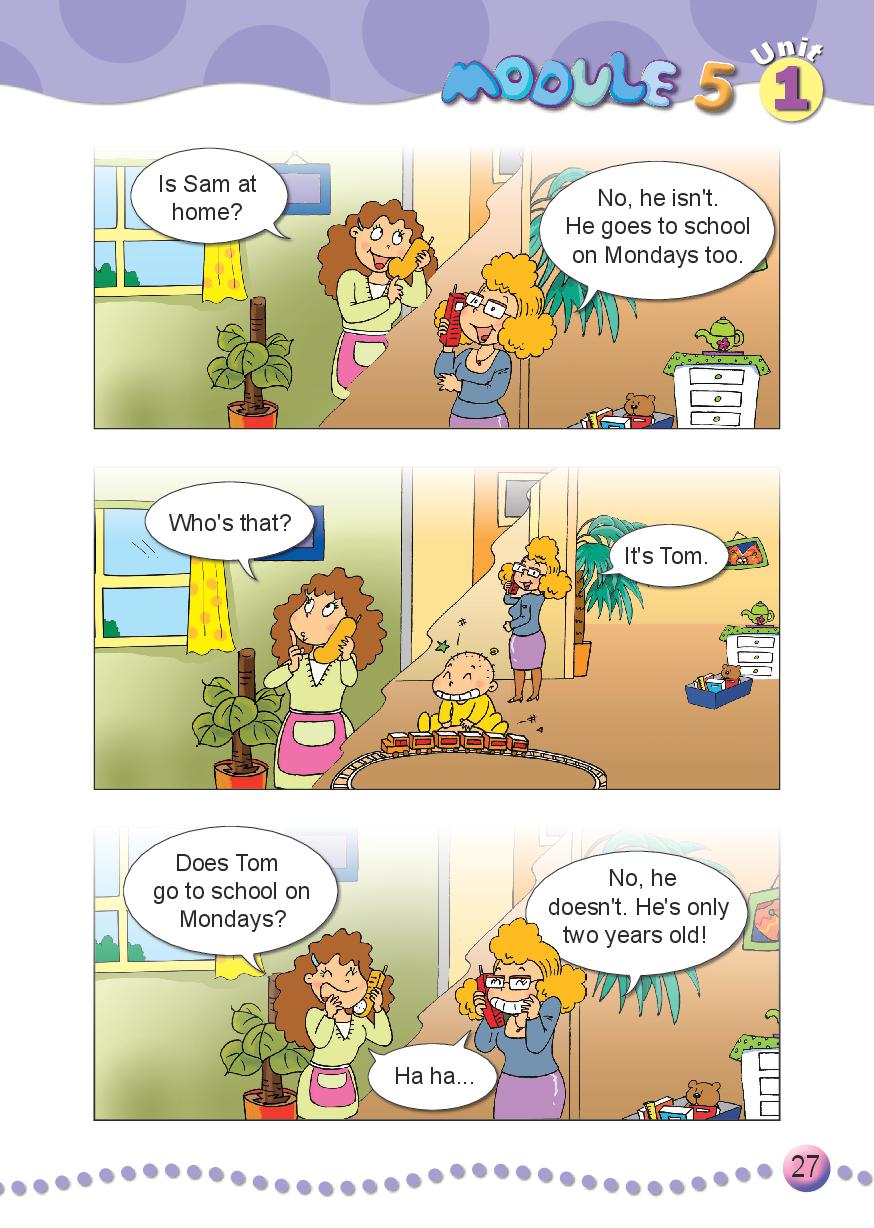 MODULE 5 Unit 1
Is Sam at
home?
No, he isn't.
He goes to school
on Mondays too.
Who's that?
It's Tom.
Does Tom
go to school on
Mondays?
No, he
doesn't. He's only
two years old!
Ha ha...
27